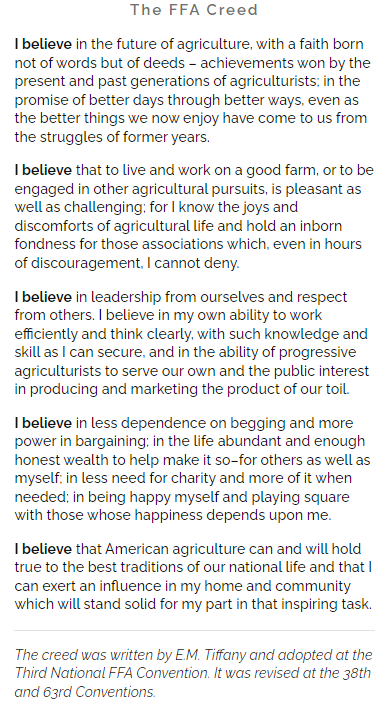 The FFA Creed
I believe in the future of agriculture, with a faith born
not of words but of deeds – achievements won by the
present and past generations of agriculturists; in the
promise of better days through better ways, even as
the better things we now enjoy have come to us from
the struggles of former years.
I believe that to live and work on a good farm, or to be
engaged in other agricultural pursuits, is pleasant as
well as challenging; for I know the joys and
discomforts of agricultural life and hold an inborn
fondness for those associations which, even in hours
of discouragement, I cannot deny.
I believe in leadership from ourselves and respect
from others. I believe in my own ability to work
efficiently and think clearly, with such knowledge and
skill as I can secure, and in the ability of progressive
agriculturists to serve our own and the public interest
in producing and marketing the product of our toil.
I believe in less dependence on begging and more
power in bargaining; in the life abundant and enough
honest wealth to help make it so–for others as well as
myself; in less need for charity and more of it when
needed; in being happy myself and playing square
with those whose happiness depends upon me.
I believe that American agriculture can and will hold
true to the best traditions of our national life and that I
can exert an influence in my home and community
which will stand solid for my part in that inspiring task.
The creed was written by E.M. Tiffany and adopted at the
Third National FFA Convention. It was revised at the 38th
and 63rd Conventions.